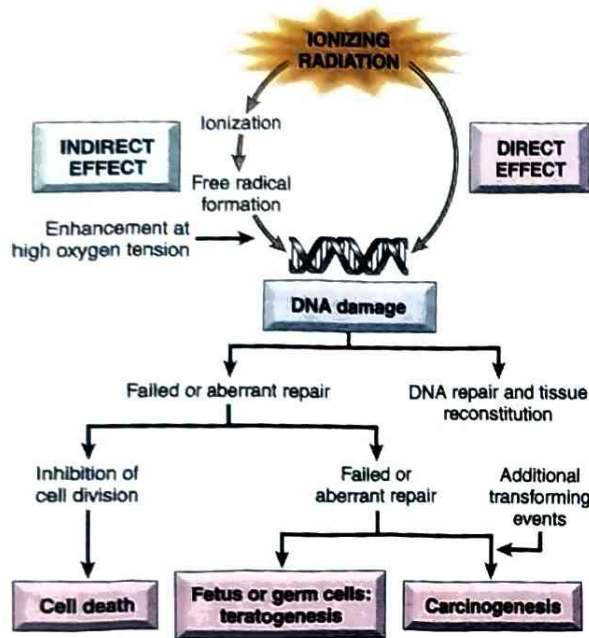 IONIZING
RADIATION
Ionization
INDIRECT
EFFECT
DIRECT
EFFECT
Free radical
formation
Enhancement at
high oxygen tension
DNA damage
Failed or aberrant repair
DNA repair and tissue
reconstitution
Inhibition of
cell division
Failed or
aberrant repair
Additional
transforming
events
Cell death
Fetus or germ cells:
teratogenesis
Carcinogenesis